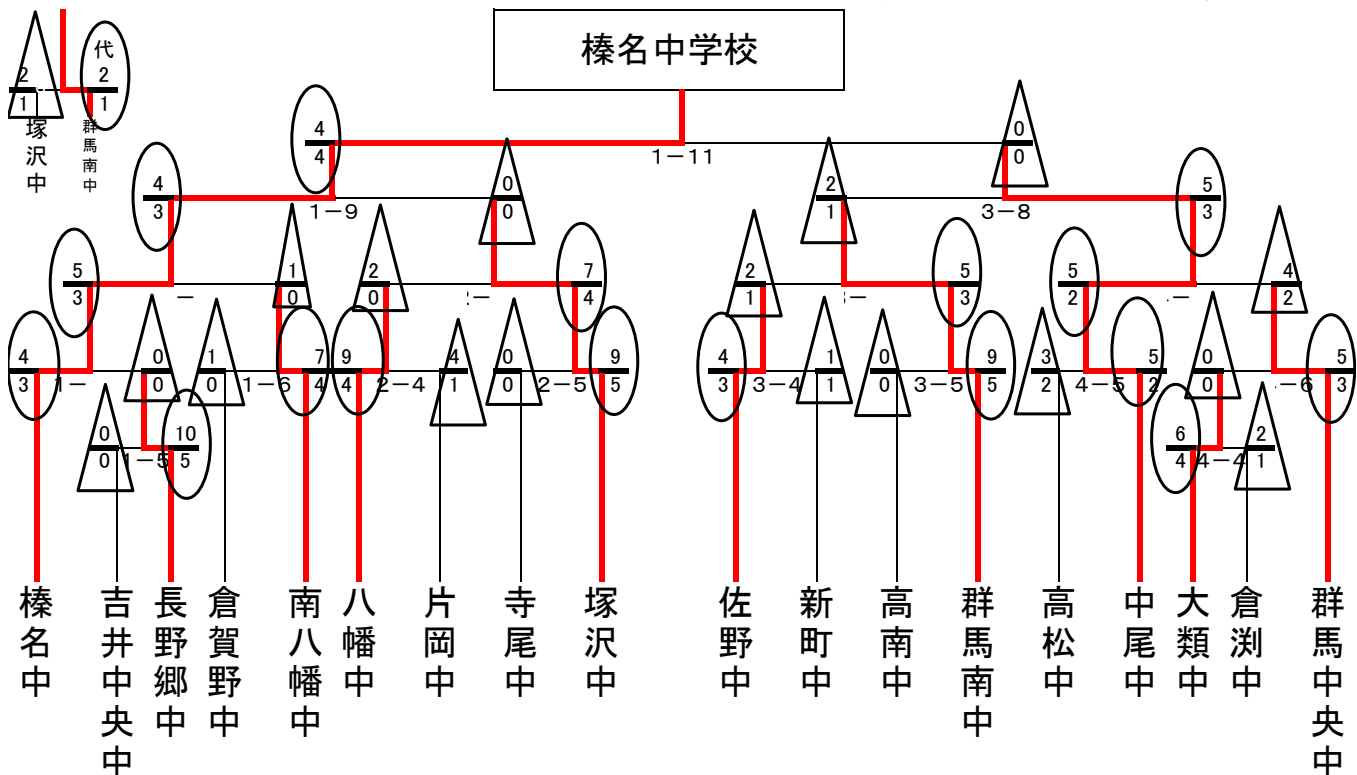 榛名中学校
代
2 2
1 1
塚沢中 群馬南中
4 0
4 0
1－11
4 0 2 5
3 0 1 3
1－9 3－8
5 1 2 7 2 5 5 4
3 0 0 4 1 3 2 2
4 0 1 7 9 4 0 9 4 1 0 9 3 5 0 5
3 0 0 4 4 1 0 5 3 1 0 5 2 2 0 3
1－ 1－6 2－4 2－5 3－4 3－5 4－5 －6
0 10 6 2
0 5 4 1
1－5 4－4
榛名中 吉井中央中 長野郷中 倉賀野中 南八幡中 八幡中 片岡中 寺尾中 塚沢中 佐野中 新町中 高南中 群馬南中 高松中 中尾中 大類中 倉渕中 群馬中央中